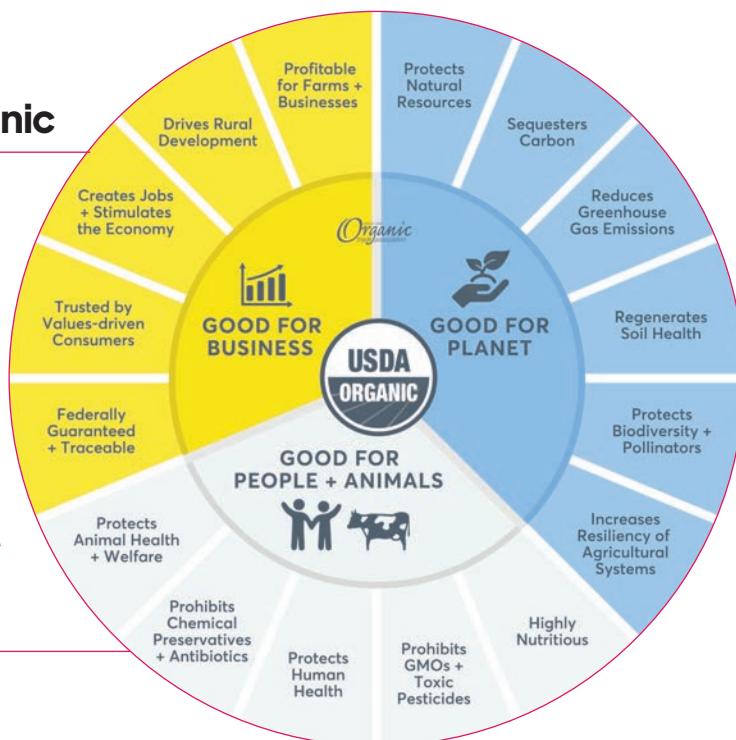 nic
Profitable
for Farms +
Businesses
Protects
Natural
Resources
Drives Rural
Development
Sequesters
Carbon
Creates Jobs
+ Stimulates
the Economy
Reduces
Greenhouse
Gas Emissions
Organic
Trusted by
Values-driven
Consumers
GOOD FOR
BUSINESS
GOOD FOR
PLANET
Regenerates
Soil Health
USDA
ORGANIC
Federally
Guaranteed
+ Traceable
Protects
Biodiversity +
Pollinators
GOOD FOR
PEOPLE + ANIMALS
Protects
Animal Health
+ Welfare
Increases
Resiliency of
Agricultural
Systems
Prohibits
Chemical
Preservatives
+ Antibiotics
Protects
Human
Health
Prohibits
GMOs +
Toxic
Pesticides
Highly
Nutritious